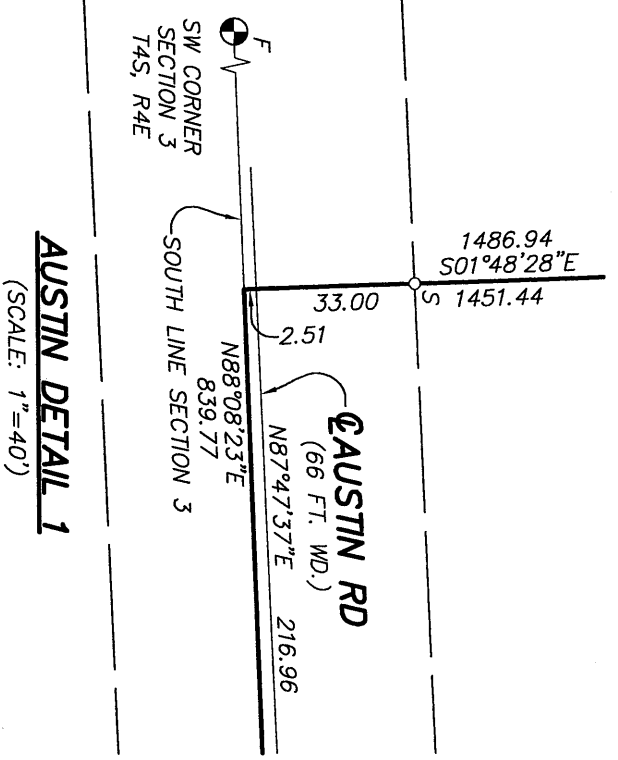 F
SW CORNER
SECTION 3
T4S, R4E
1486.94
S01°48'28"E
33.00
S 1451.44
2.51
SOUTH LINE SECTION 3
N88°08'23"E
839.77
℄AUSTIN RD
(66 FT. WD.)
N87°47'37"E 216.96
AUSTIN DETAIL 1
(SCALE: 1"=40')